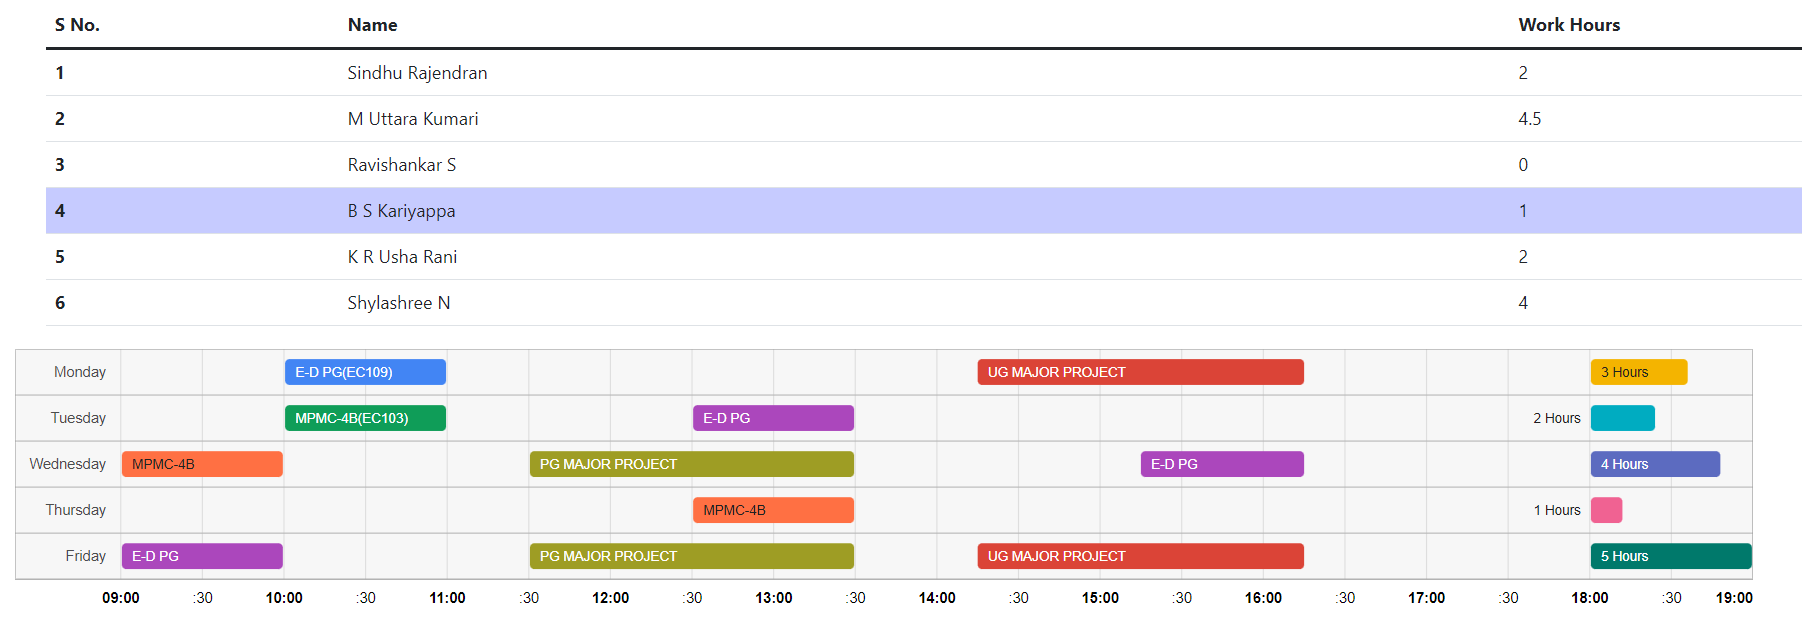 S No. Name Work Hours
1 Sindhu Rajendran 2
2 M Uttara Kumari 4.5
3 Ravishankar S 0
4 B S Kariyappa 1
5 K R Usha Rani 2
6 Shylashree N 4
Monday E-D PG(EC109) UG MAJOR PROJECT 3 Hours
Tuesday MPMC-4B(EC103) E-D PG 2 Hours
Wednesday MPMC-4B PG MAJOR PROJECT E-D PG 4 Hours
Thursday MPMC-4B 1 Hours
Friday E-D PG PG MAJOR PROJECT UG MAJOR PROJECT 5 Hours
09:00 :30 10:00 :30 11:00 :30 12:00 :30 13:00 :30 14:00 :30 15:00 :30 16:00 :30 17:00 :30 18:00 :30 19:00